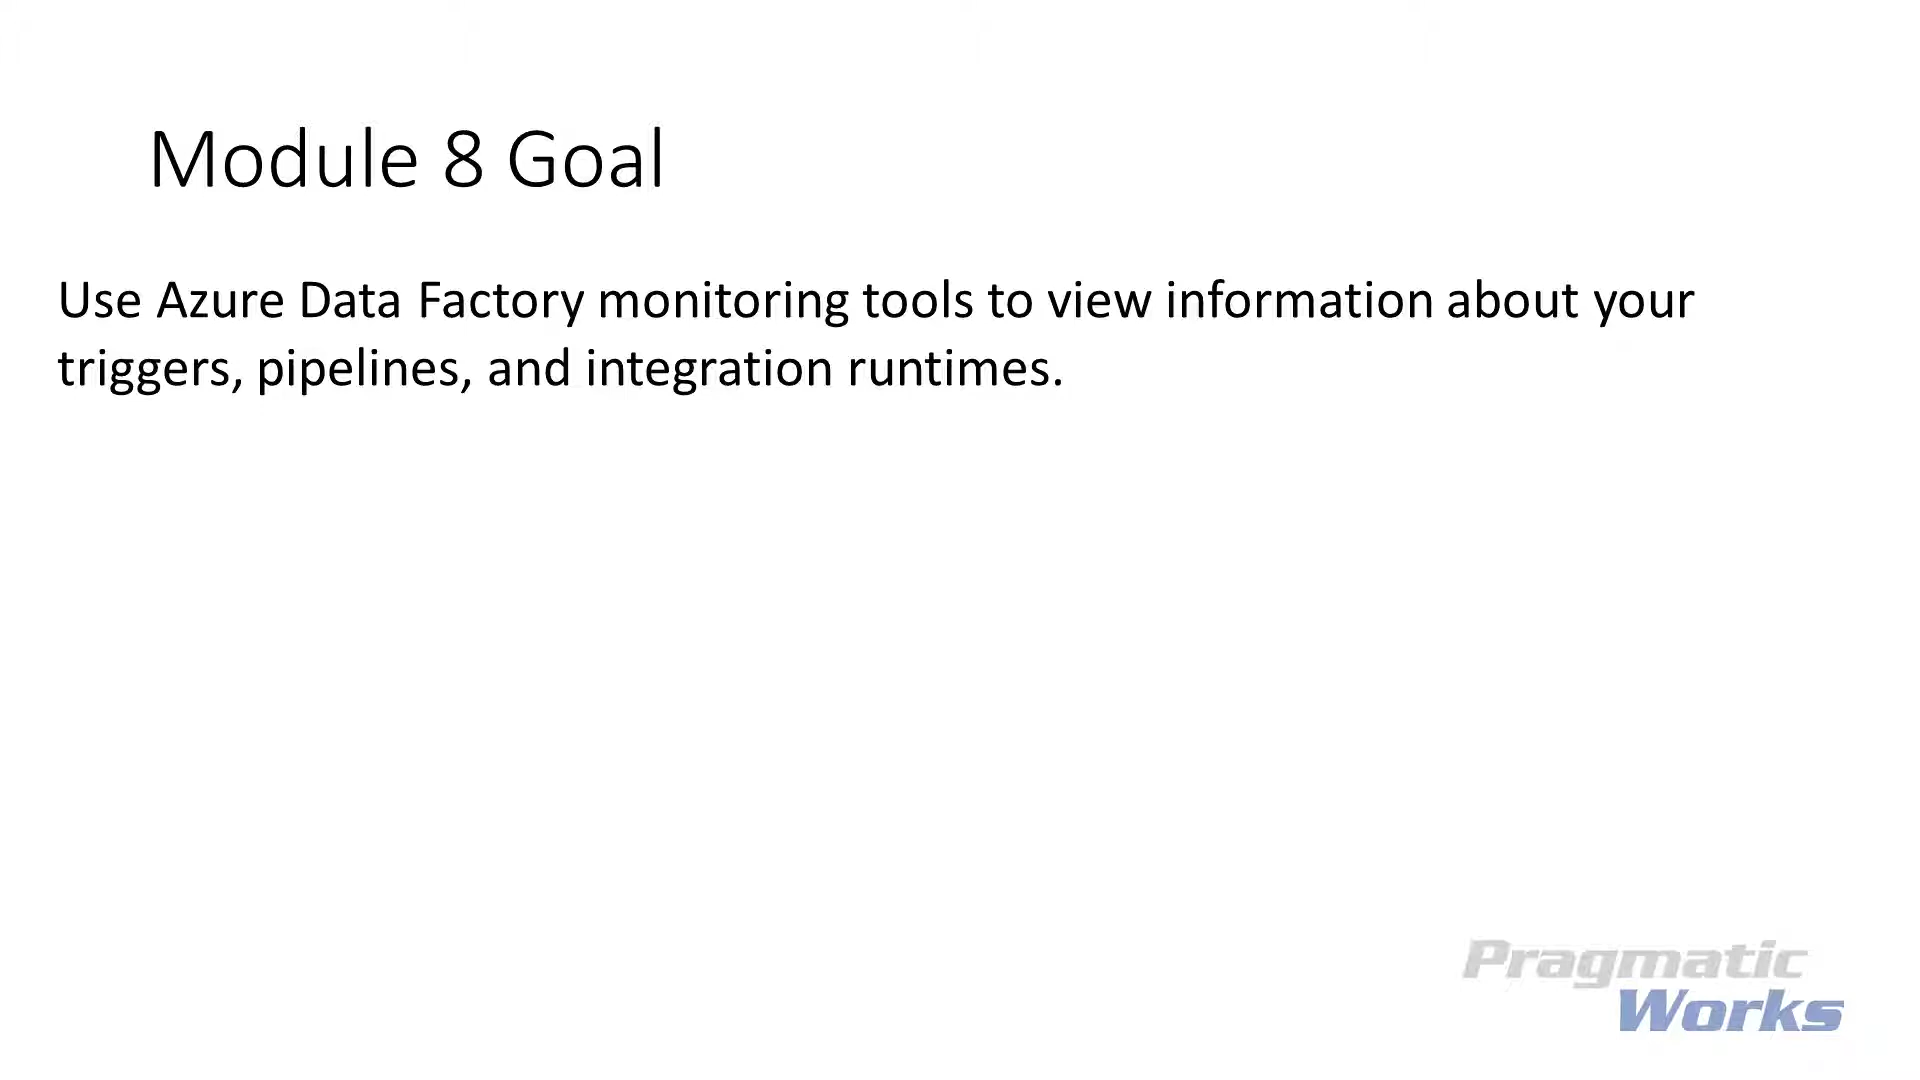 Module 8 Goal
Use Azure Data Factory monitoring tools to view information about your
triggers, pipelines, and integration runtimes.
Pragmatic
Works